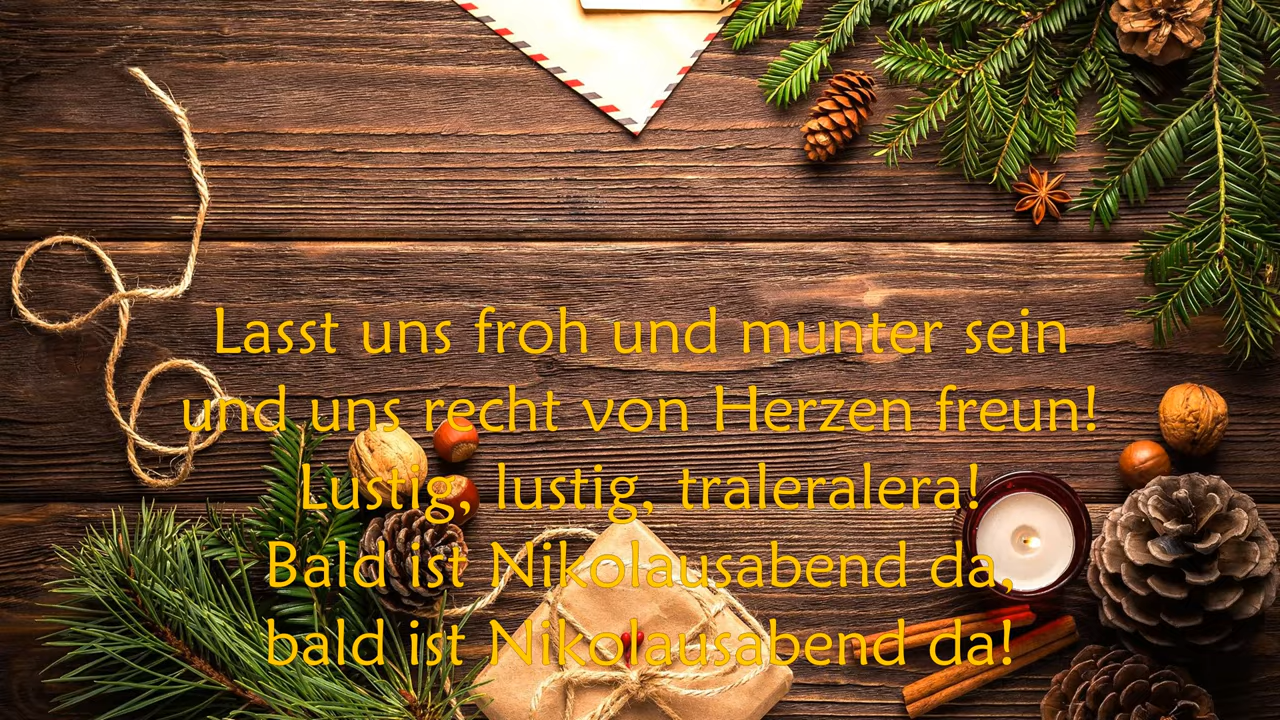 Lasst uns froh und munter sein
und uns recht von Herzen freun!
Lustig, lustig, traleralera!
Bald ist Nikolausabend da,
bald ist Nikolausabend da!